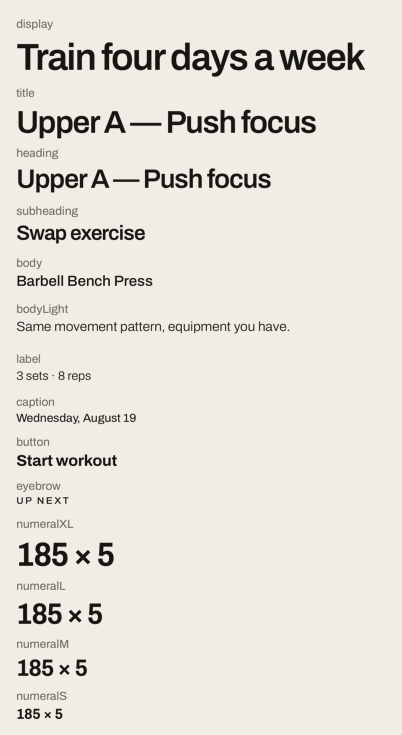 display
Train four days a week
title
Upper A — Push focus
heading
Upper A — Push focus
subheading
Swap exercise
body
Barbell Bench Press
bodyLight
Same movement pattern, equipment you have.
label
3 sets · 8 reps
caption
Wednesday, August 19
button
Start workout
eyebrow
UP NEXT
numeralXL
185 × 5
numeralL
185 × 5
numeralM
185 × 5
numeralS
185 × 5